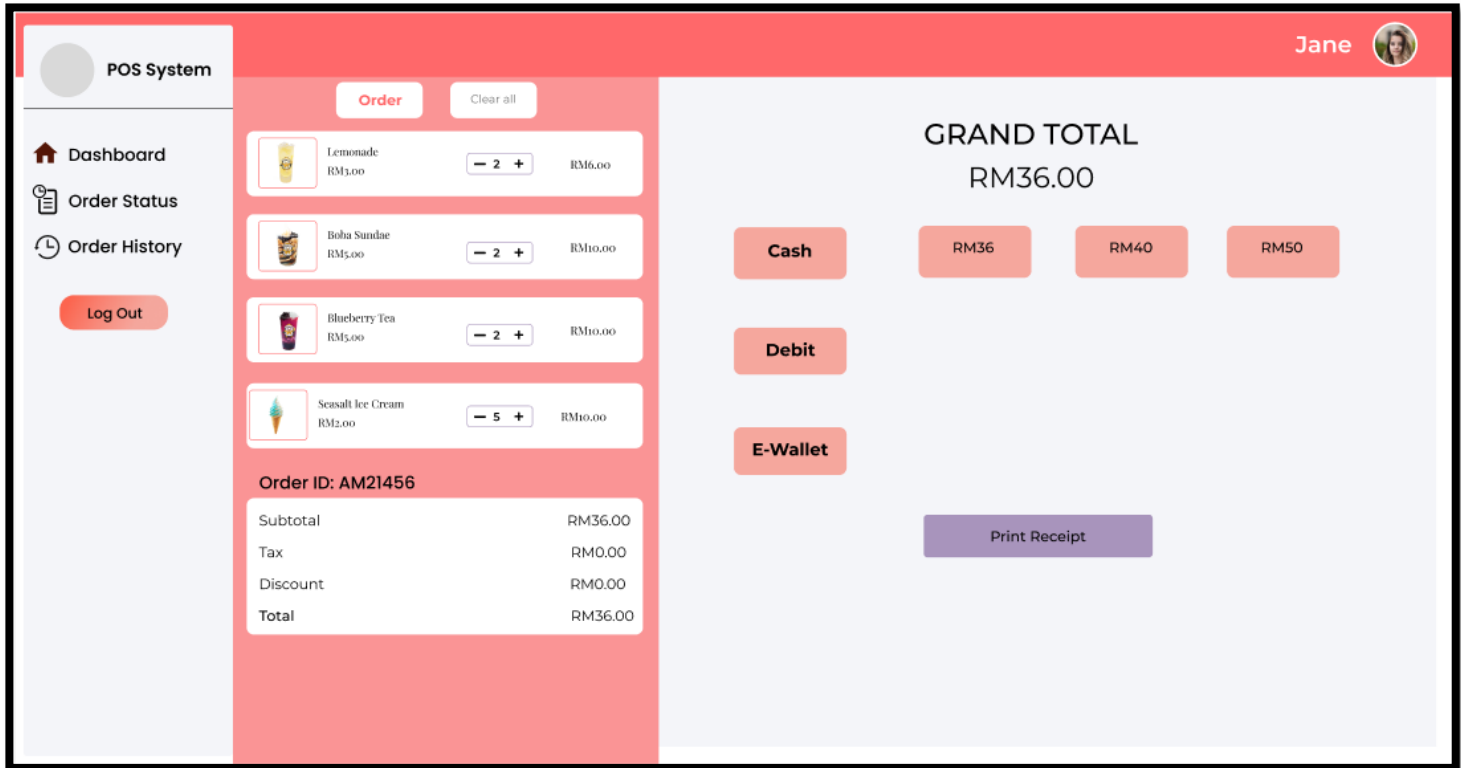 Jane
POS System
Dashboard
Order Status
Order History
Log Out
Order
Clear all
Lemonade
RM3.00
2
RM6.00
Boba Sundae
RM5.00
2
RM10.00
Blueberry Tea
RM5.00
2
RM10.00
Seasalt Ice Cream
RM2.00
5
RM10.00
Order ID: AM21456
Subtotal RM36.00
Tax RM0.00
Discount RM0.00
Total RM36.00
GRAND TOTAL
RM36.00
Cash
RM36
RM40
RM50
Debit
E-Wallet
Print Receipt